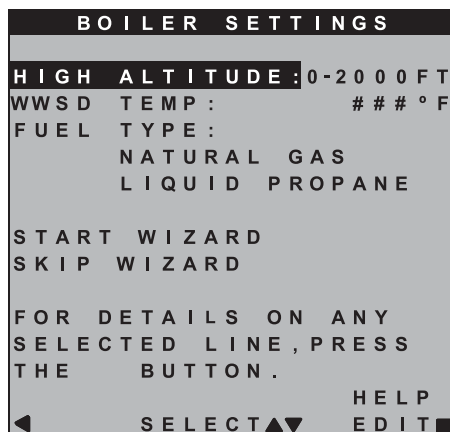 BOILER SETTINGS
HIGH ALTITUDE:0-2000FT
WWSD TEMP: ###ºF
FUEL TYPE:
NATURAL GAS
LIQUID PROPANE
START WIZARD
SKIP WIZARD
FOR DETAILS ON ANY
SELECTED LINE,PRESS
THE BUTTON.
HELP
◀ SELECT▲▼ EDIT■